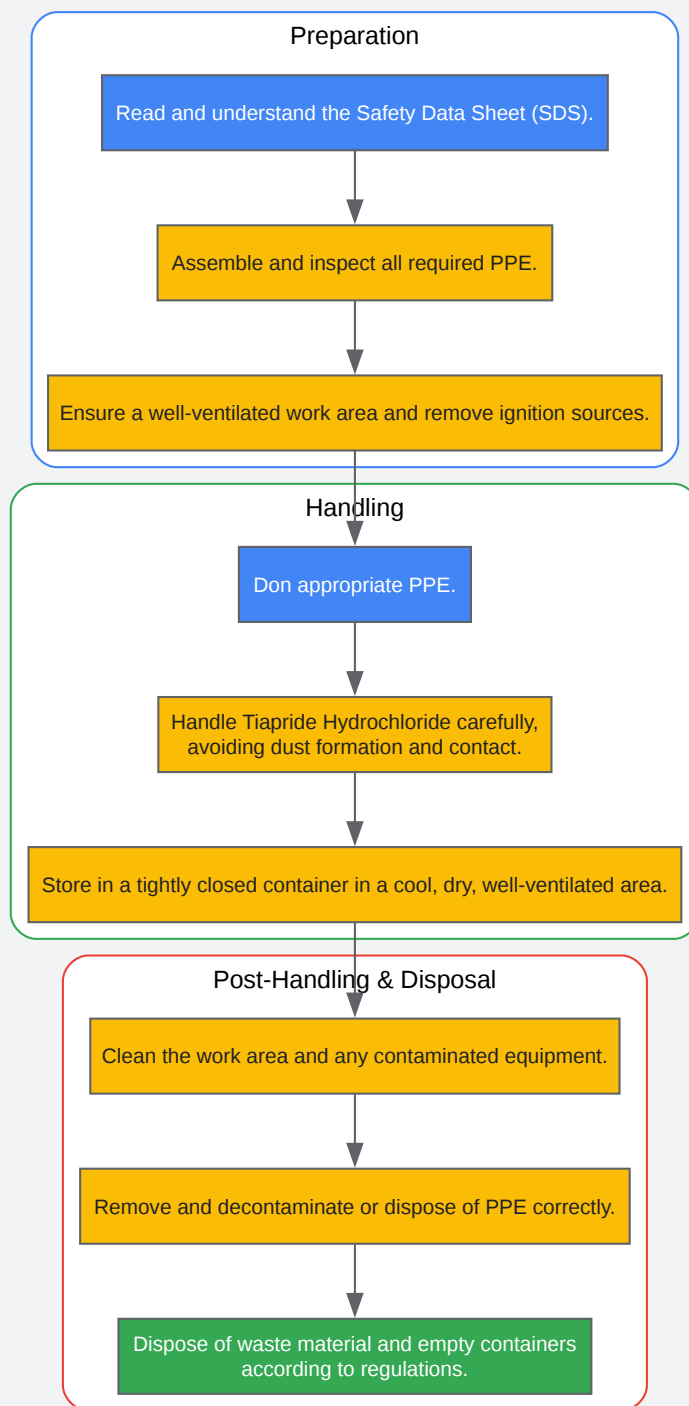 Preparation
Read and understand the Safety Data Sheet (SDS).
Assemble and inspect all required PPE.
Ensure a well-ventilated work area and remove ignition sources.
Handling
Don appropriate PPE.
Handle Tiapride Hydrochloride carefully,
avoiding dust formation and contact.
Store in a tightly closed container in a cool, dry, well-ventilated area.
Post-Handling & Disposal
Clean the work area and any contaminated equipment.
Remove and decontaminate or dispose of PPE correctly.
Dispose of waste material and empty containers
according to regulations.